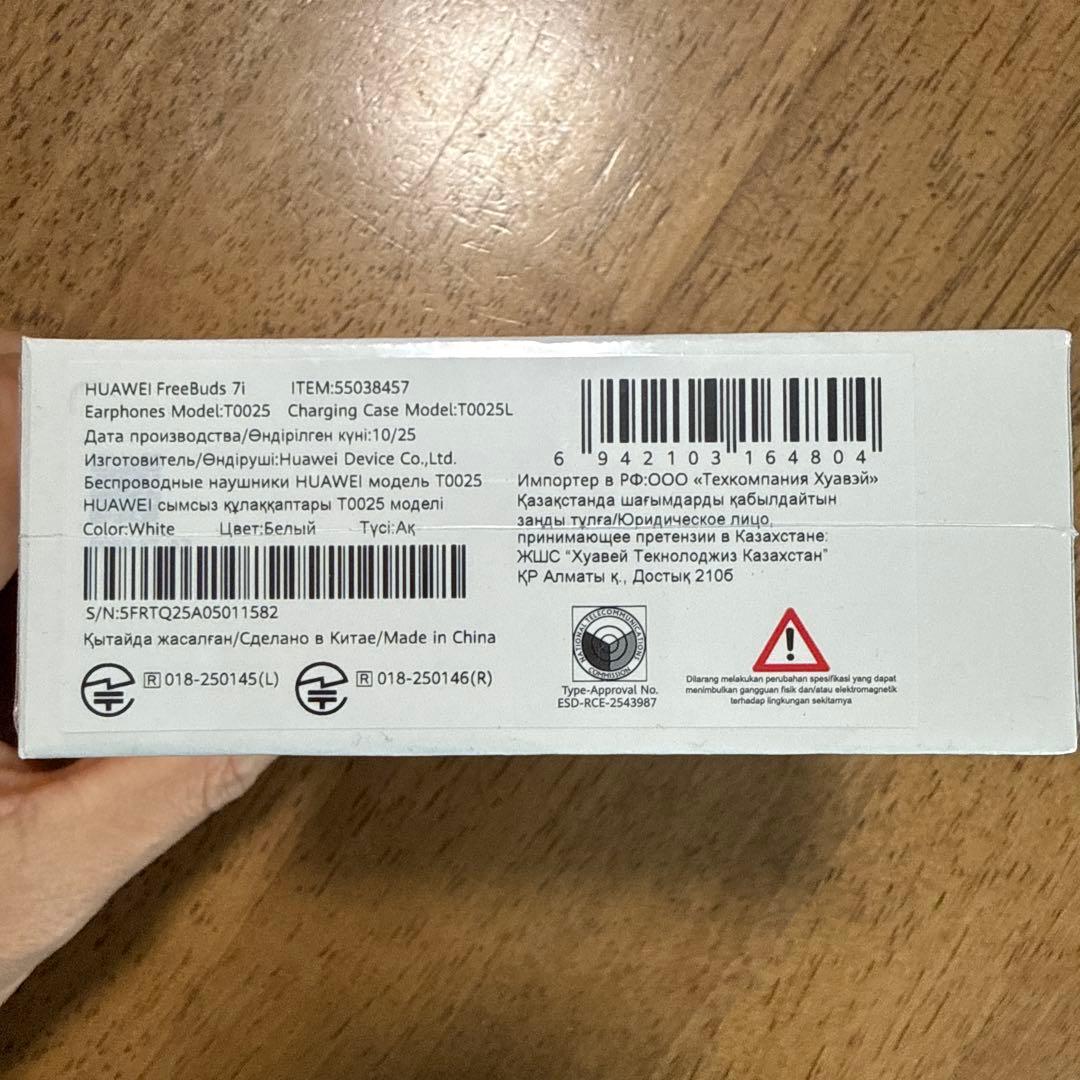 HUAWEI FreeBuds 7i ITEM:55038457
Earphones Model:T0025 Charging Case Model:T0025L
Дата производства/Өндірілген күні:10/25
Изготовитель/Өндіруші:Huawei Device Co.,Ltd.
Беспроводные наушники HUAWEI модель T0025
HUAWEI сымсыз құлаққаптары T0025 моделі
Color:White Цвет:Белый Түсі:Ақ
S/N:5FRTQ25A05011582
Қытайда жасалған/Сделано в Китае/Made in China
R 018-250145(L) R 018-250146(R)
6 942103 164804
Импортер в РФ:ООО «Техкомпания Хуавэй»
Қазақстанда шағымдарды қабылдайтын
заңды тұлға/Юридическое лицо,
принимающее претензии в Казахстане:
ЖШС “Хуавей Текнолоджиз Казахстан”
ҚР Алматы қ., Достық 210б
NATIONAL TELECOMMUNICATIONS
COMMISSION
Type-Approval No.
ESD-RCE-2543987
!
Dilarang melakukan perubahan spesifikasi yang dapat
menimbulkan gangguan fisik dan/atau elektromagnetik
terhadap lingkungan sekitarnya